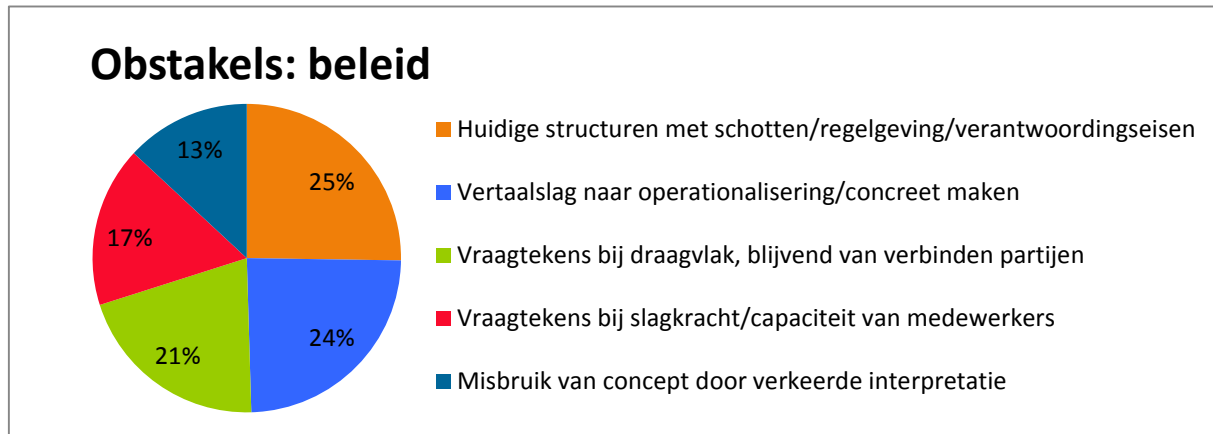 Obstakels: beleid
13%
25%
17%
21%
24%
Huidige structuren met schotten/regelgeving/verantwoordingseisen
Vertaalslag naar operationalisering/concreet maken
Vraagtekens bij draagvlak, blijvend van verbinden partijen
Vraagtekens bij slagkracht/capaciteit van medewerkers
Misbruik van concept door verkeerde interpretatie